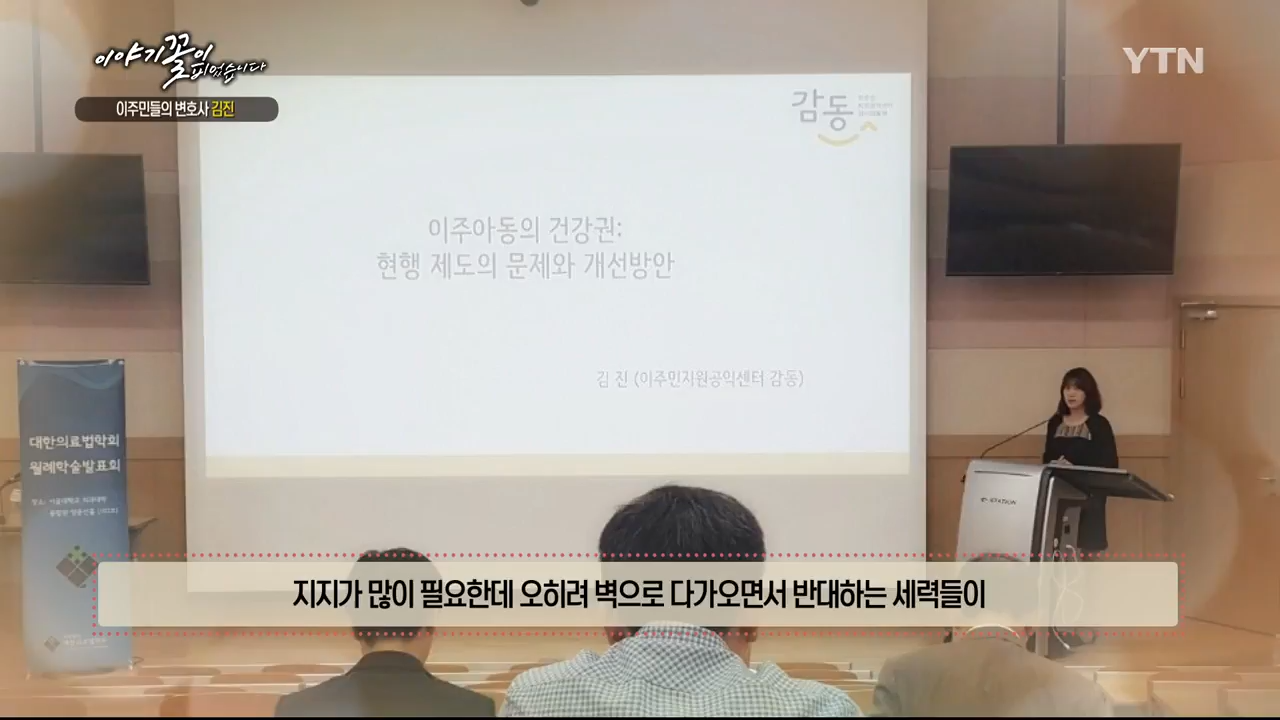 이야기꽃이
피었습니다
YTN
이주민들의 변호사 김진
감동
이주아동의 건강권:
현행 제도의 문제와 개선방안
김 진 (이주민지원공익센터 감동)
대한의료법학회
월례학술발표회
지지가 많이 필요한데 오히려 벽으로 다가오면서 반대하는 세력들이